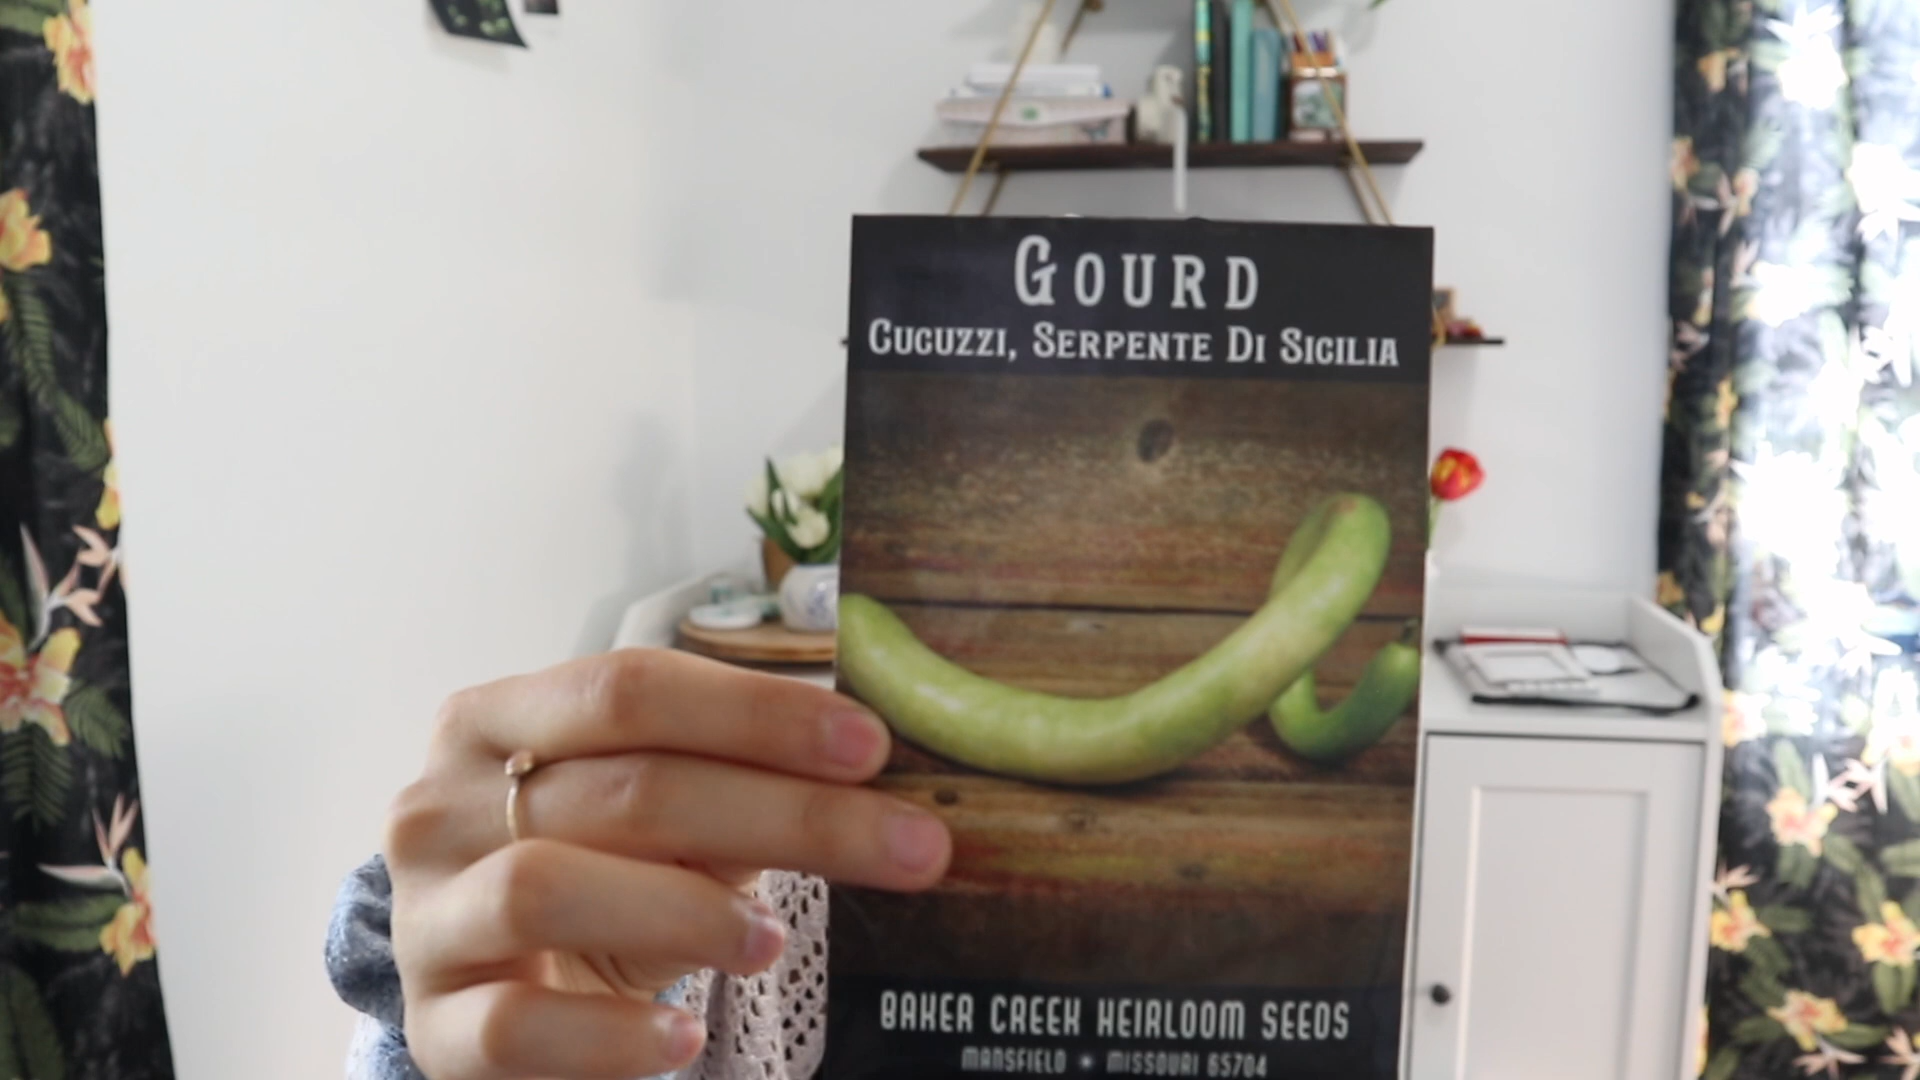 GOURD
CUCUZZI, SERPENTE DI SICILIA
BAKER CREEK HEIRLOOM SEEDS
MANSFIELD • MISSOURI 65704